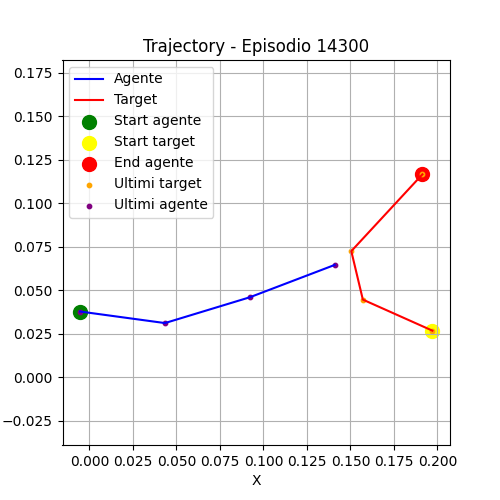 Trajectory - Episodio 14300
0.175
0.150
0.125
0.100
0.075
0.050
0.025
0.000
−0.025
Agente
Target
Start agente
Start target
End agente
Ultimi target
Ultimi agente
0.000 0.025 0.050 0.075 0.100 0.125 0.150 0.175 0.200
X